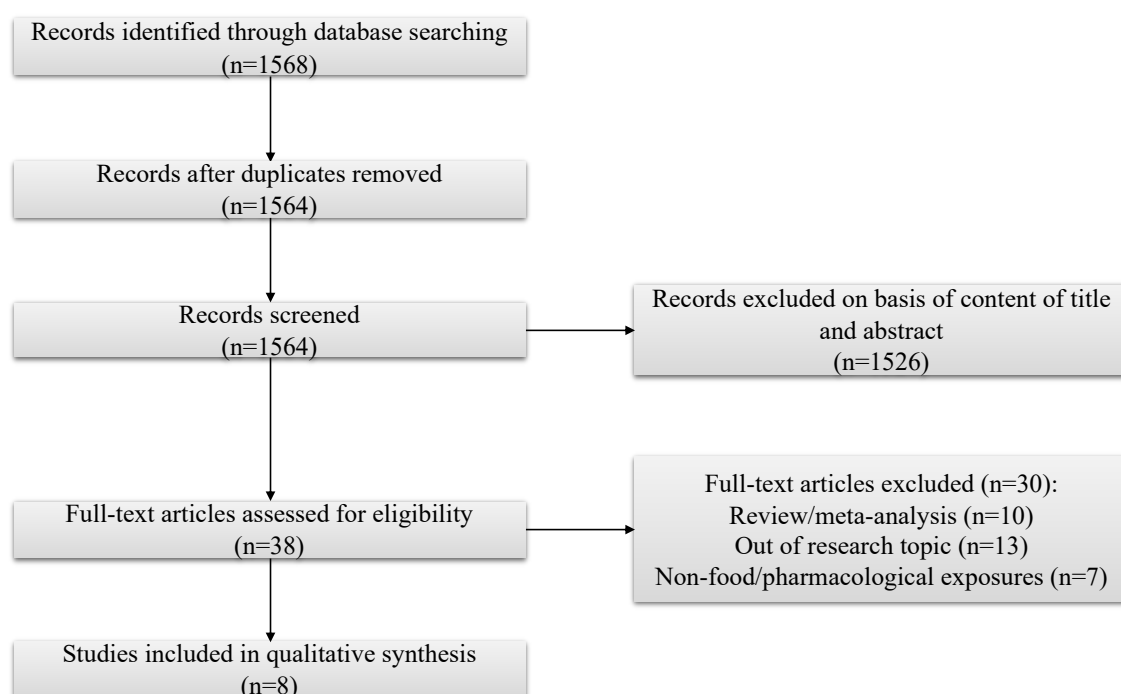 Records identified through database searching
(n=1568)
Records after duplicates removed
(n=1564)
Records screened
(n=1564)
Records excluded on basis of content of title
and abstract
(n=1526)
Full-text articles assessed for eligibility
(n=38)
Full-text articles excluded (n=30):
Review/meta-analysis (n=10)
Out of research topic (n=13)
Non-food/pharmacological exposures (n=7)
Studies included in qualitative synthesis
(n=8)